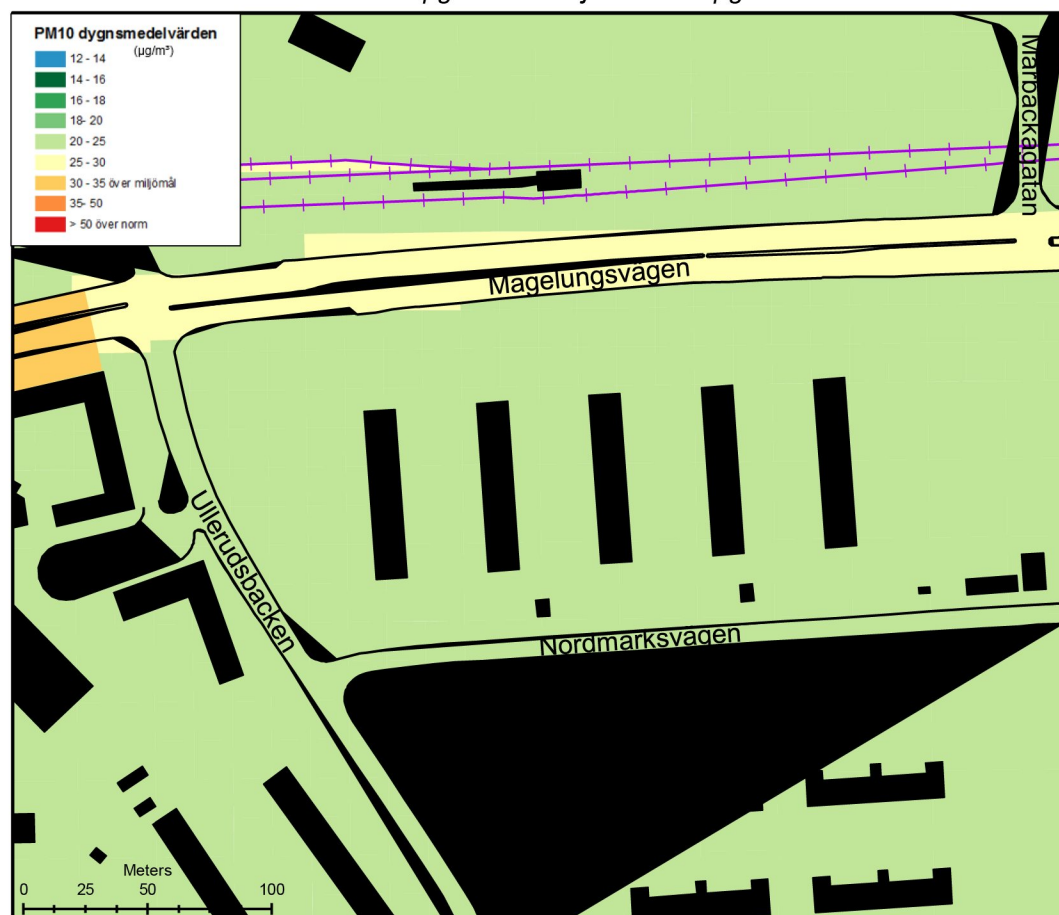 PM10 dygnsmedelvärden
(µg/m³)
12 - 14
14 - 16
16 - 18
18- 20
20 - 25
25 - 30
30 - 35 över miljömål
35- 50
> 50 över norm
Mårbackagatan
Magelungsvägen
Ullerudsbacken
Nordmarksvägen
Meters
0 25 50 100